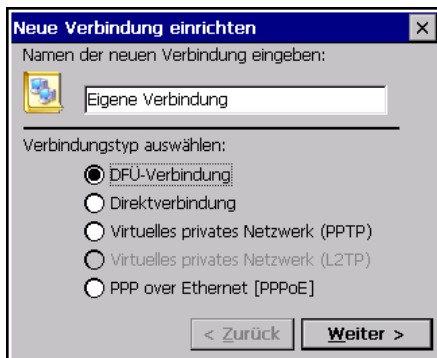 Neue Verbindung einrichten
Namen der neuen Verbindung eingeben:
Eigene Verbindung
Verbindungstyp auswählen:
DFÜ-Verbindung
Direktverbindung
Virtuelles privates Netzwerk (PPTP)
Virtuelles privates Netzwerk (L2TP)
PPP over Ethernet [PPPoE]
< Zurück Weiter >